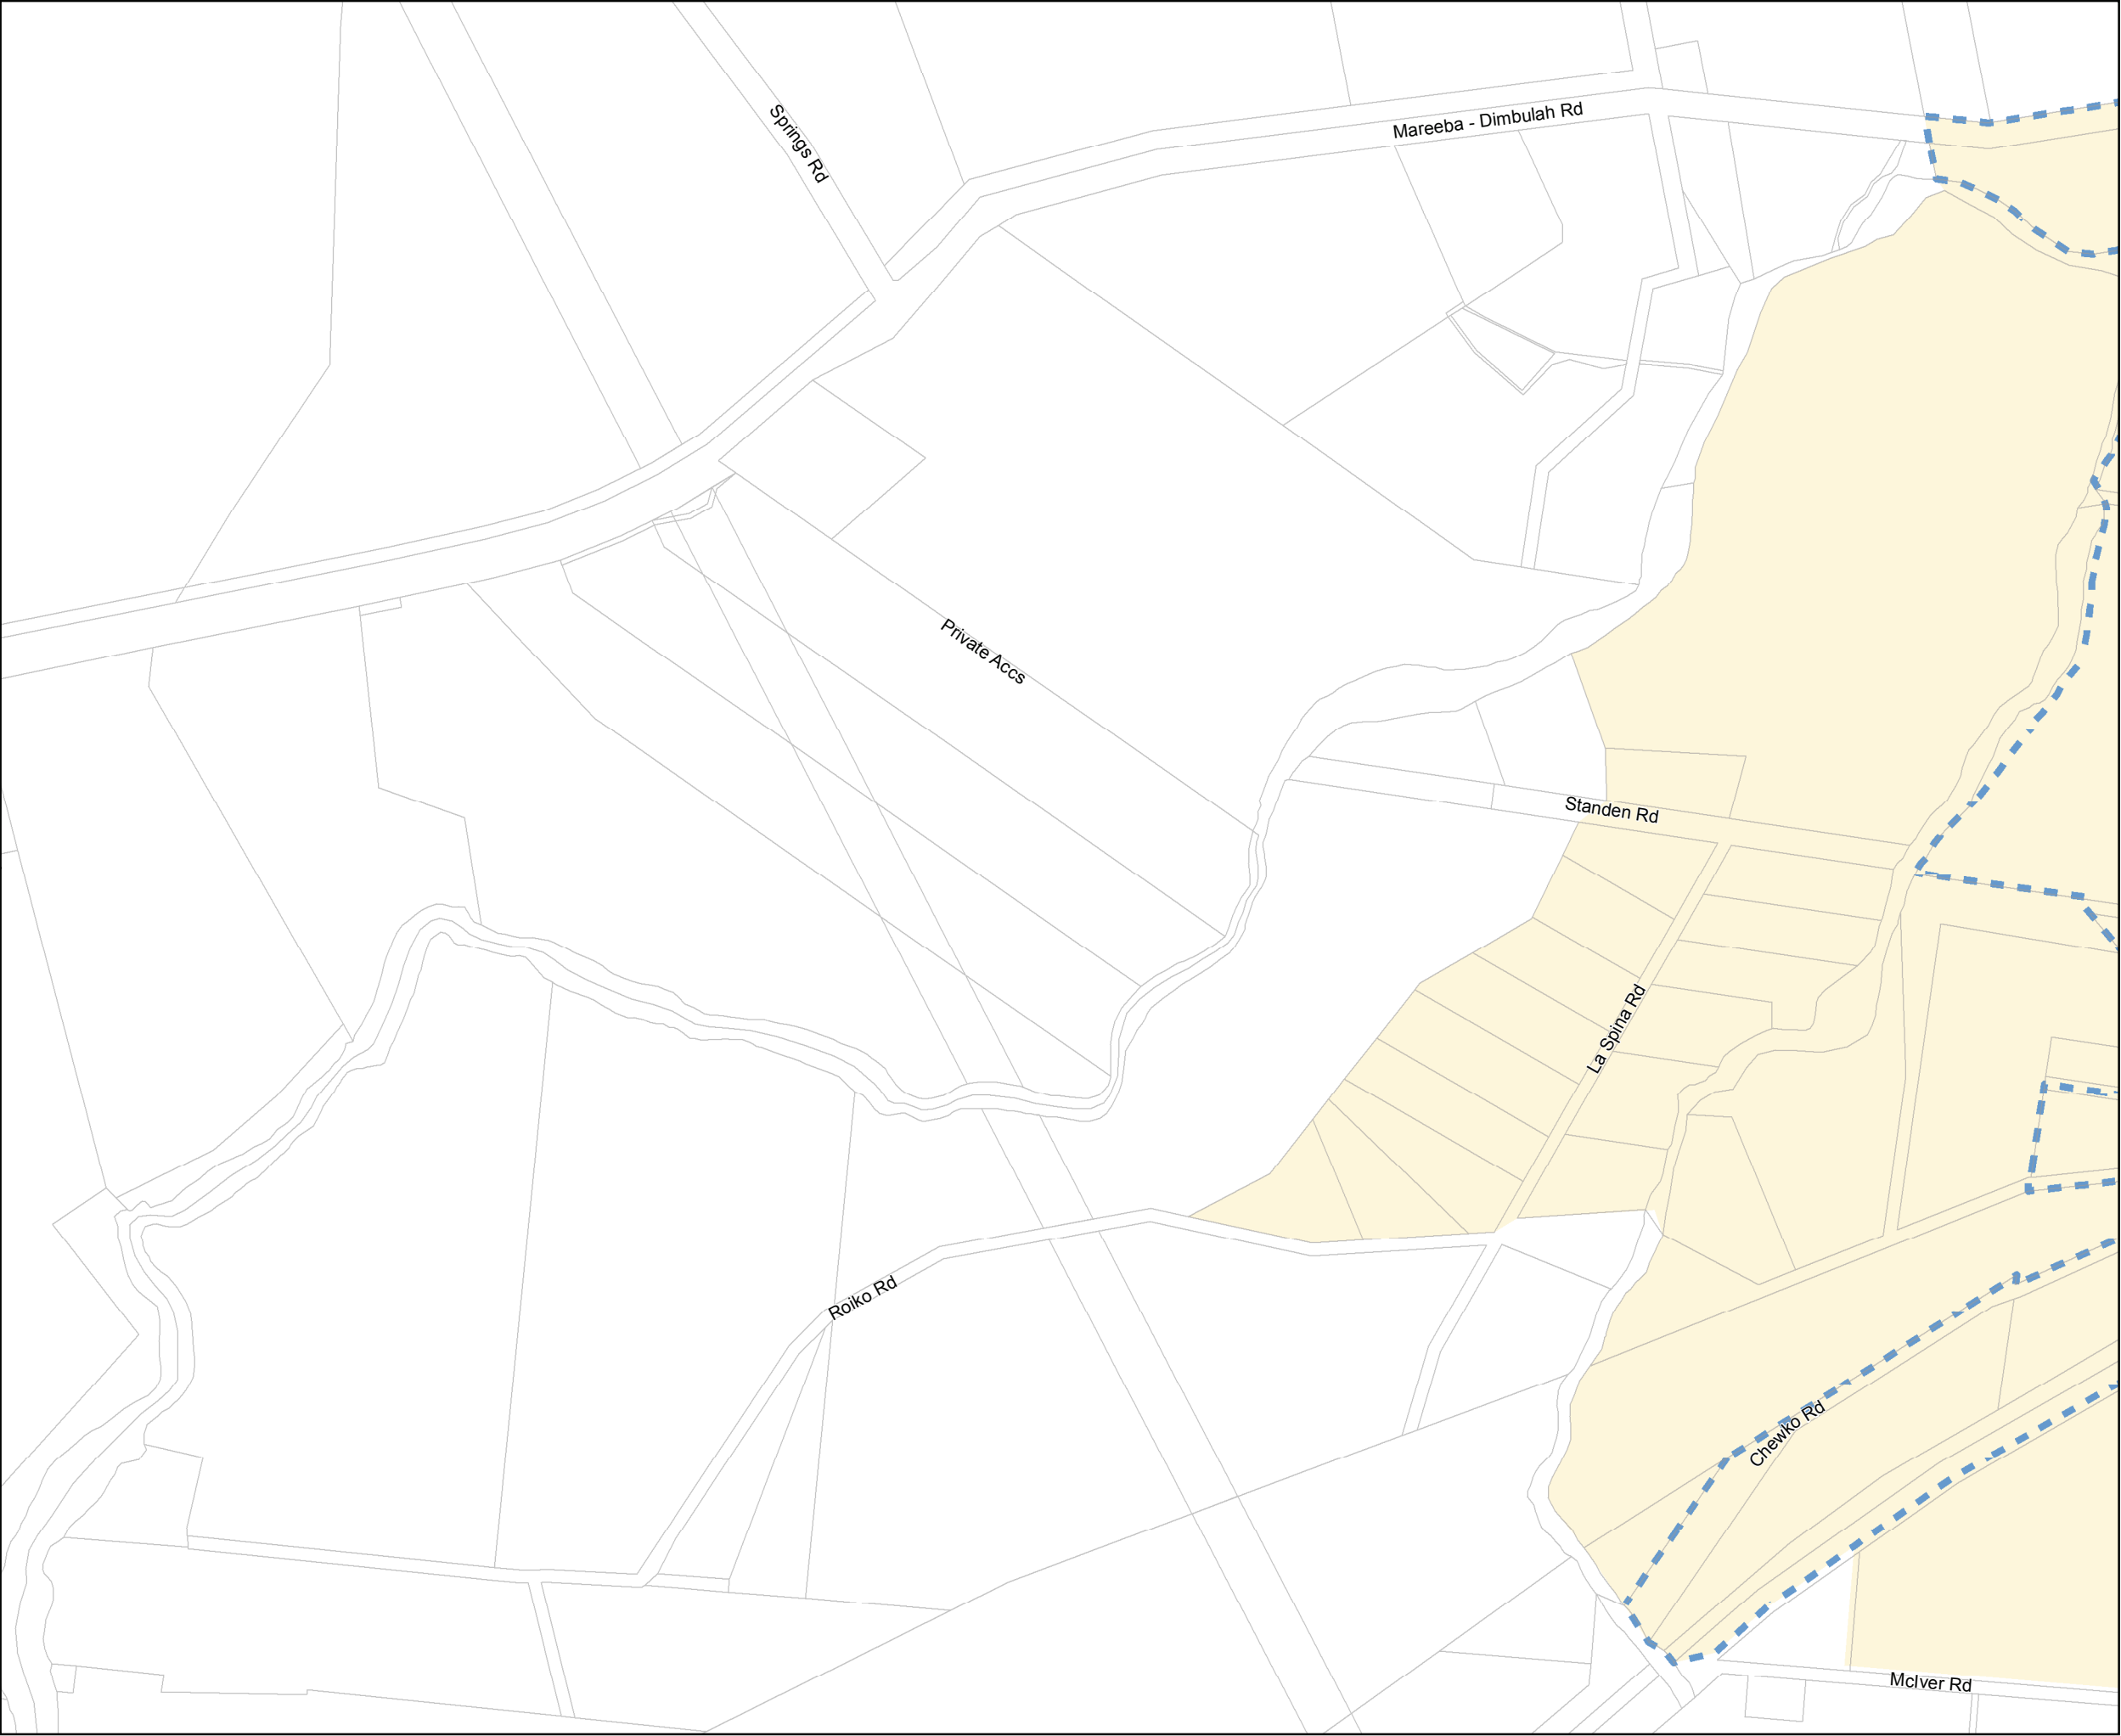 Springs Rd
Mareeba - Dimbulah Rd
Private Accs
Standen Rd
La Spina Rd
Roiko Rd
Chewko Rd
McIver Rd